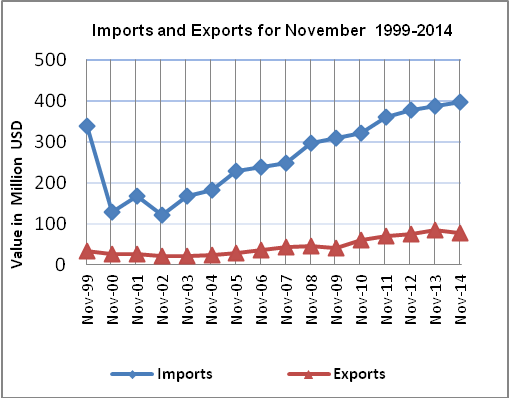 Imports and Exports for November 1999-2014
Value in Million USD
500
400
300
200
100
0
Nov-99
Nov-00
Nov-01
Nov-02
Nov-03
Nov-04
Nov-05
Nov-06
Nov-07
Nov-08
Nov-09
Nov-10
Nov-11
Nov-12
Nov-13
Nov-14
Imports
Exports